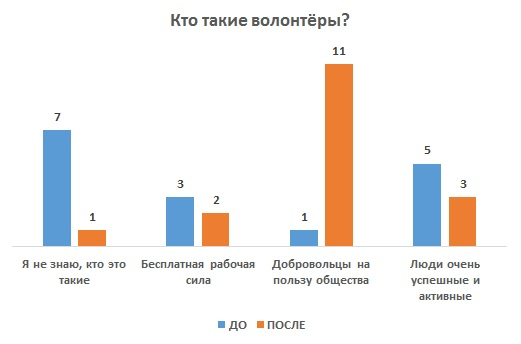 Кто такие волонтёры?
11
7
5
3
3
2
1
1
Я не знаю, кто это
такие
Бесплатная рабочая
сила
Добровольцы на
пользу общества
Люди очень
успешные и
активные
ДО ПОСЛЕ